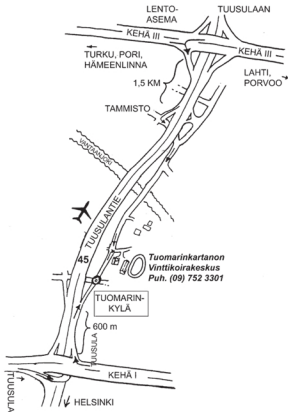 LENTO-
ASEMA
TUUSULAAN
KEHÄ III
KEHÄ III
TURKU, PORI,
HÄMEENLINNA
LAHTI,
PORVOO
1,5 KM
TAMMISTO
VANTAANJOKI
TUUSULANTIE
45
Tuomarinkartanon
Vinttikoirakeskus
Puh. (09) 752 3301
TUOMARIN-
KYLÄ
600 m
TUUSULA
KEHÄ I
TUUSULA
HELSINKI